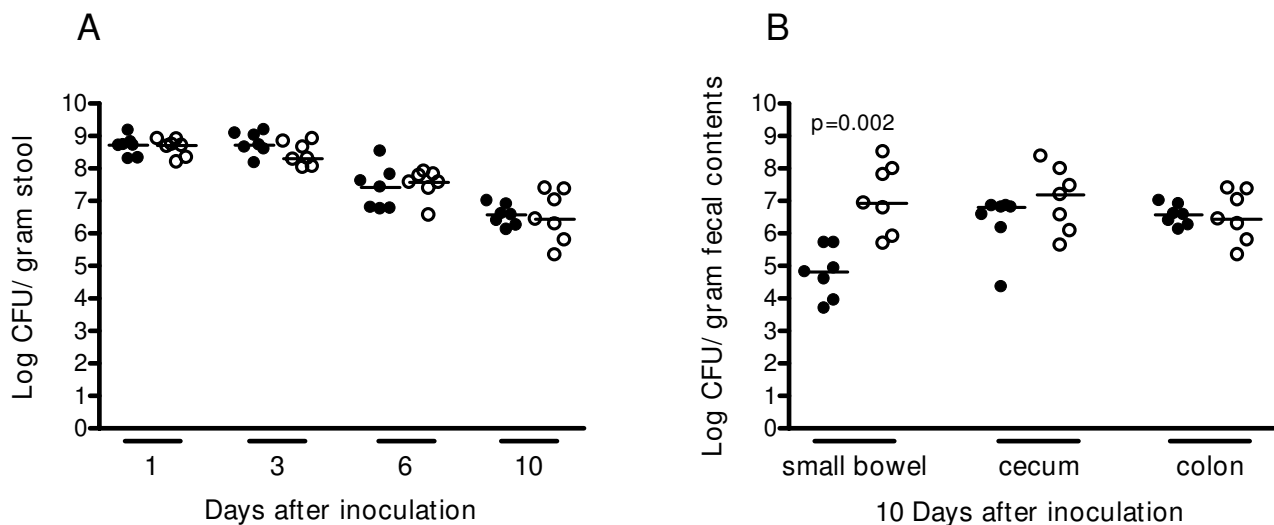 A
Log CFU/ gram stool
10
9
8
7
6
5
4
3
2
1
0
1 3 6 10
Days after inoculation
B
Log CFU/ gram fecal contents
10
9
8
7
6
5
4
3
2
1
0
p=0.002
small bowel cecum colon
10 Days after inoculation